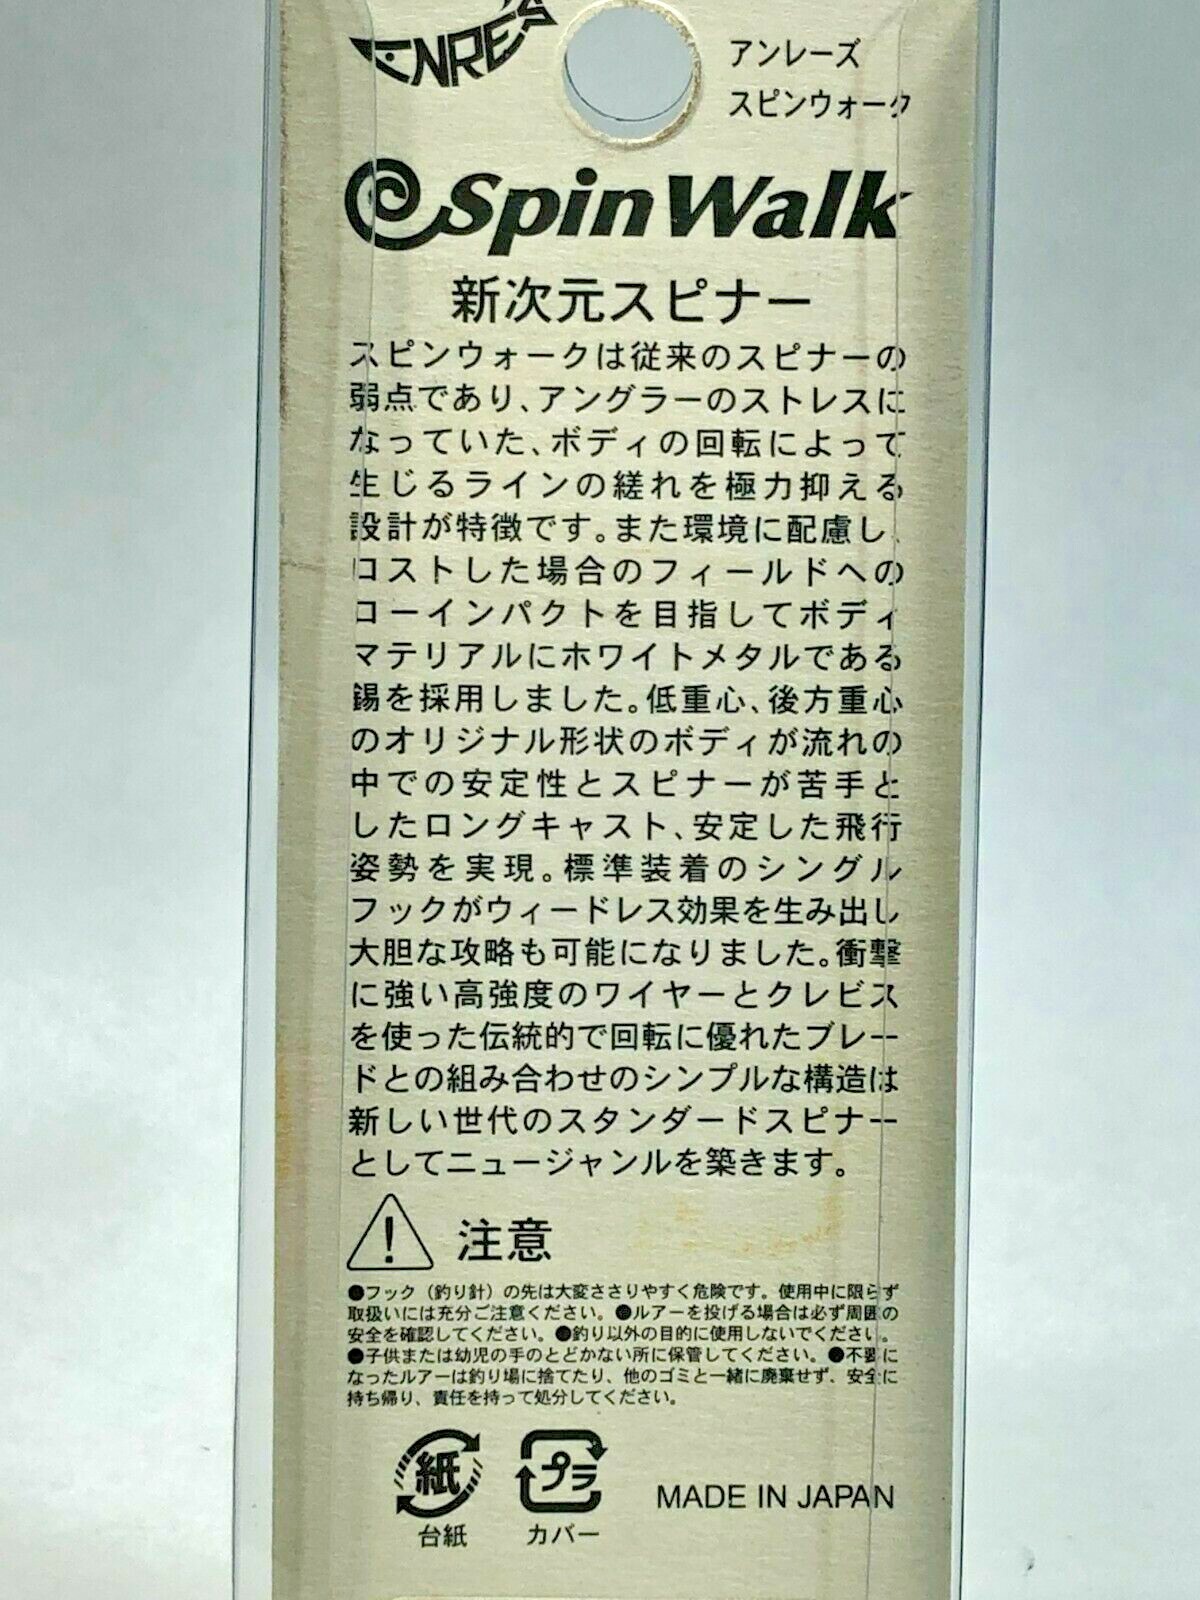 ENRE'S
アンレーズ
スピンウォーク
Spin Walk
新次元スピナー
スピンウォークは従来のスピナーの
弱点であり、アングラーのストレスに
なっていた、ボディの回転によって
生じるラインの縒れを極力抑える
設計が特徴です。また環境に配慮し、
ロストした場合のフィールドへの
ローインパクトを目指してボディ
マテリアルにホワイトメタルである
錫を採用しました。低重心、後方重心
のオリジナル形状のボディが流れの
中での安定性とスピナーが苦手と
したロングキャスト、安定した飛行
姿勢を実現。標準装着のシングル
フックがウィードレス効果を生み出し
大胆な攻略も可能になりました。衝撃
に強い高強度のワイヤーとクレビス
を使った伝統的で回転に優れたブレー
ドとの組み合わせのシンプルな構造は
新しい世代のスタンダードスピナー
としてニュージャンルを築きます。
注意
●フック（釣り針）の先は大変ささりやすく危険です。使用中に限らず
取扱いには充分ご注意ください。●ルアーを投げる場合は必ず周囲の
安全を確認してください。●釣り以外の目的に使用しないでください。
●子供または幼児の手のとどかない所に保管してください。●不要に
なったルアーは釣り場に捨てたり、他のゴミと一緒に廃棄せず、安全に
持ち帰り、責任を持って処分してください。
紙 プラ MADE IN JAPAN
台紙 カバー